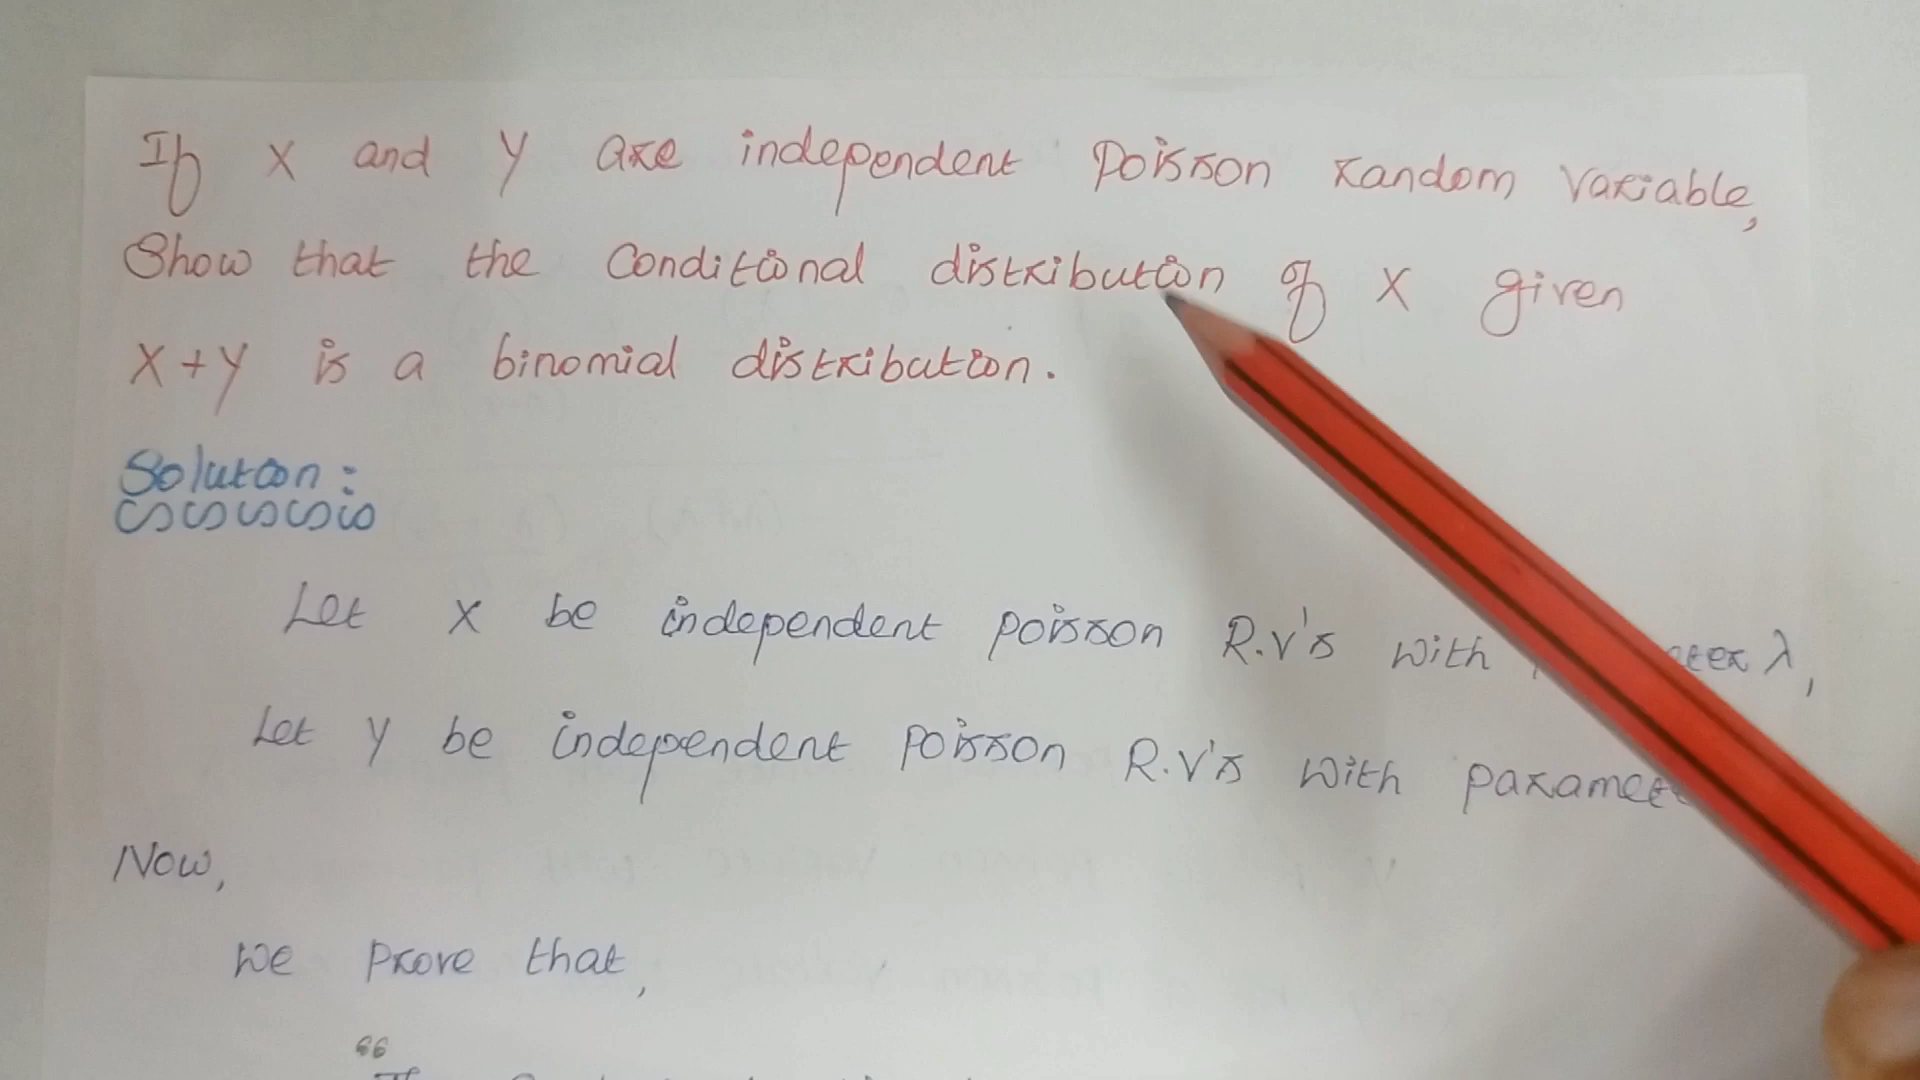 If X and Y are independent Poisson random variable,
Show that the Conditional distribution of X given
X+Y is a binomial distribution.
Solution:
Let X be independent poisson R.V's with λ,
Let Y be independent poisson R.V's with
Now,
we prove that,
"